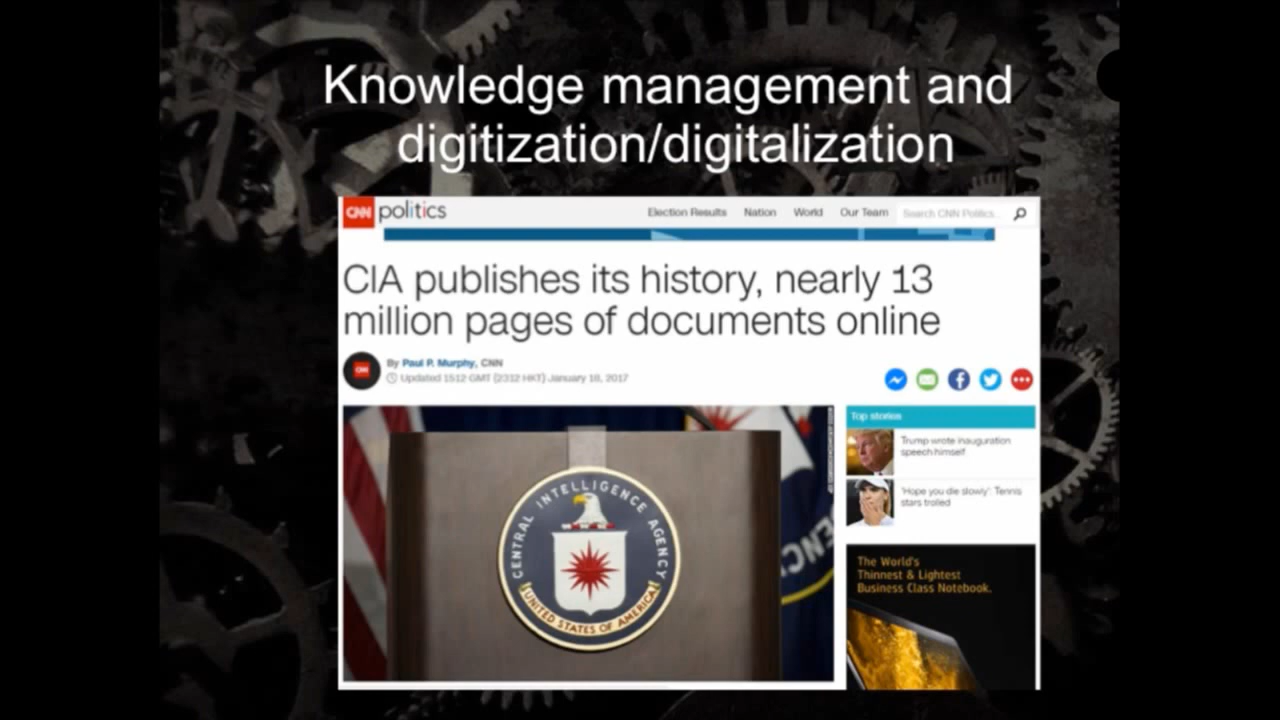 Knowledge management and
digitization/digitalization
CNN politics
Election Results Nation World Our Team Search CNN Politics...
CIA publishes its history, nearly 13
million pages of documents online
By Paul P. Murphy, CNN
Updated 1512 GMT (2312 HKT) January 18, 2017
CNN
Top stories
Trump wrote inauguration
speech himself
'Hope you die slowly': Tennis
stars trolled
CENTRAL INTELLIGENCE AGENCY
UNITED STATES OF AMERICA
ENCY
The World's
Thinnest & Lightest
Business Class Notebook.